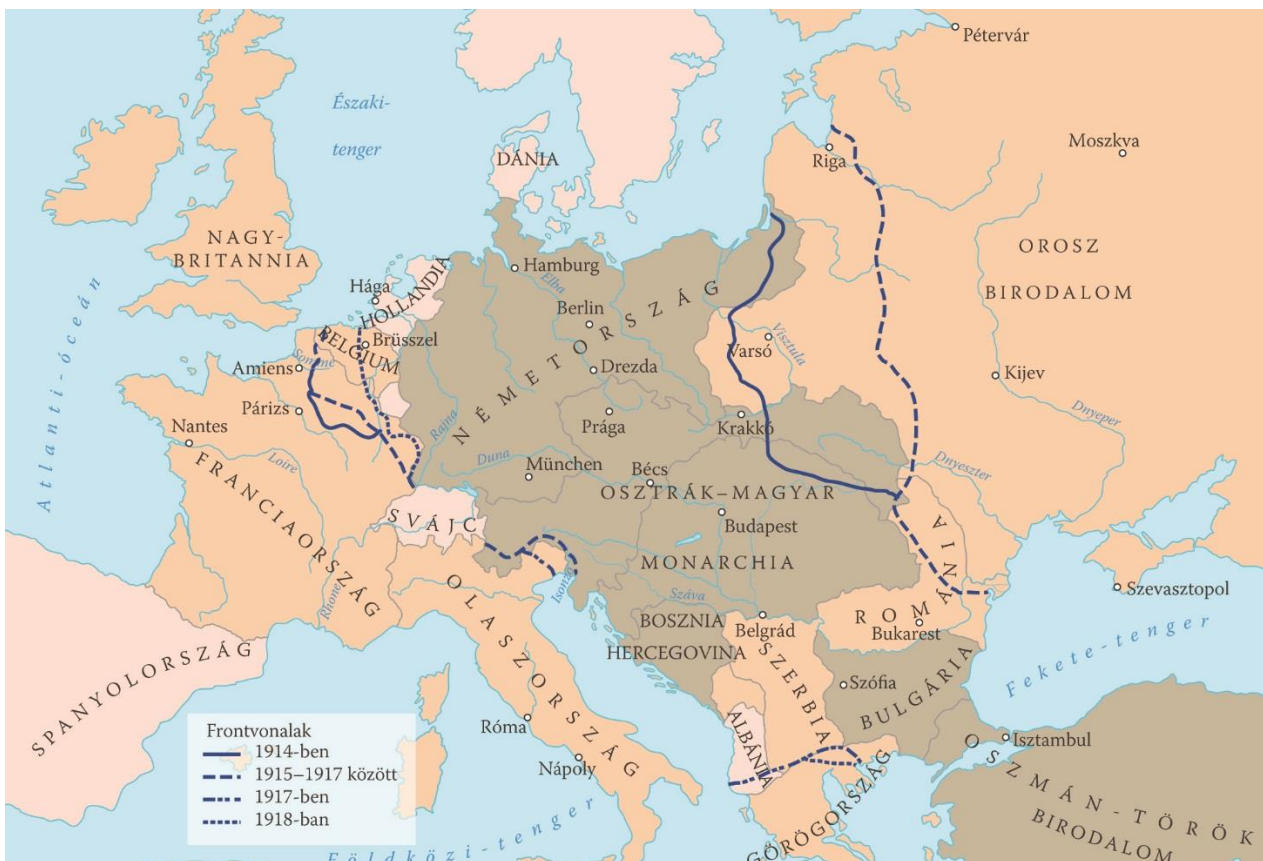 Pétervár
Északi-
tenger
Moszkva
DÁNIA
Riga
NAGY-
BRITANNIA
OROSZ
BIRODALOM
Hamburg
Hága
HOLLANDIA
Elba
Berlin
NÉMETORSZÁG
Brüsszel
BELGIUM
Varsó
Visztula
Somme
Amiens
Drezda
Kijev
Atlanti-óceán
Párizs
Prága
Krakkó
Dnyeper
Nantes
Rajna
Loire
Duna
München
Bécs
Dnyeszter
OSZTRÁK–MAGYAR
FRANCIAORSZÁG
SVÁJC
Budapest
MONARCHIA
ROMÁNIA
Szevasztopol
Rhone
Isonzo
Száva
OLASZORSZÁG
BOSZNIA
HERCEGOVINA
Belgrád
Bukarest
SZERBIA
Fekete-tenger
SPANYOLORSZÁG
Szófia
BULGÁRIA
Róma
ALBÁNIA
Isztambul
Nápoly
OSZMÁN-TÖRÖK
BIRODALOM
GÖRÖGORSZÁG
Földközi-tenger
Frontvonalak
1914-ben
1915–1917 között
1917-ben
1918-ban